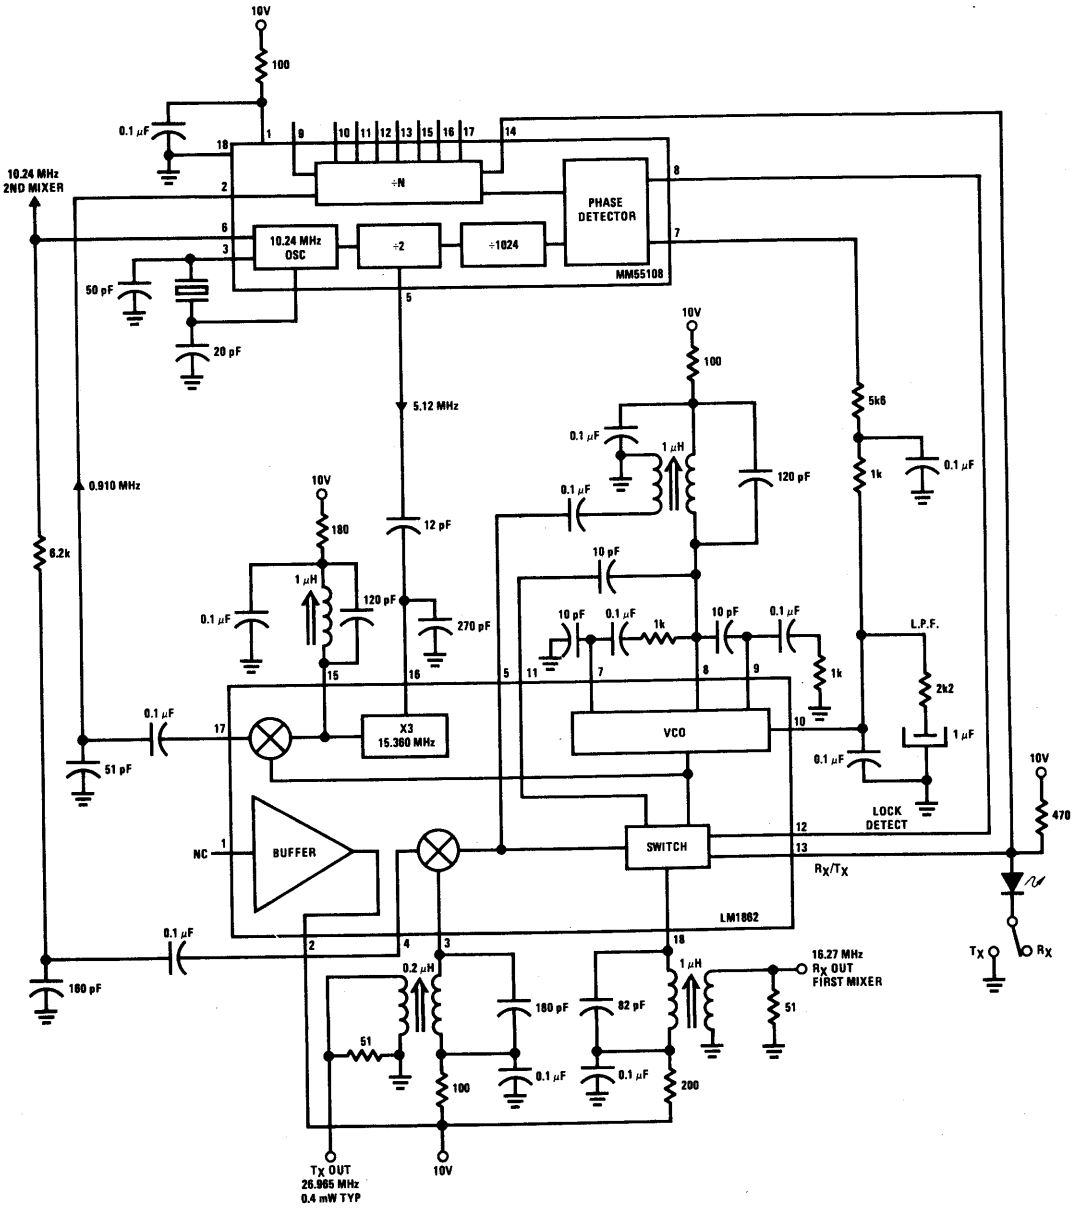 10V
100
0.1 µF
18
1
9
10
11
12
13
15
16
17
14
÷N
8
10.24 MHz
2ND MIXER
2
PHASE
DETECTOR
6
3
10.24 MHz
OSC
÷2
÷1024
7
MM55108
50 pF
5
20 pF
10V
100
5.12 MHz
5k6
0.1 µF
1 µH
1k
0.1 µF
120 pF
0.910 MHz
10V
0.1 µF
180
12 pF
6.2k
10 pF
1 µH
120 pF
0.1 µF
270 pF
10 pF
0.1 µF
1k
10 pF
0.1 µF
L.P.F.
15
16
5
11
7
8
9
1k
2k2
0.1 µF
17
X3
15.360 MHz
VCO
10
1 µF
51 pF
0.1 µF
10V
LOCK
DETECT
470
12
1
NC
BUFFER
SWITCH
13
RX/TX
LM1862
0.1 µF
2
4
3
18
TX
RX
16.27 MHz
RX OUT
FIRST MIXER
0.2 µH
1 µH
160 pF
180 pF
82 pF
51
51
0.1 µF
0.1 µF
100
200
TX OUT
26.965 MHz
0.4 mW TYP
10V